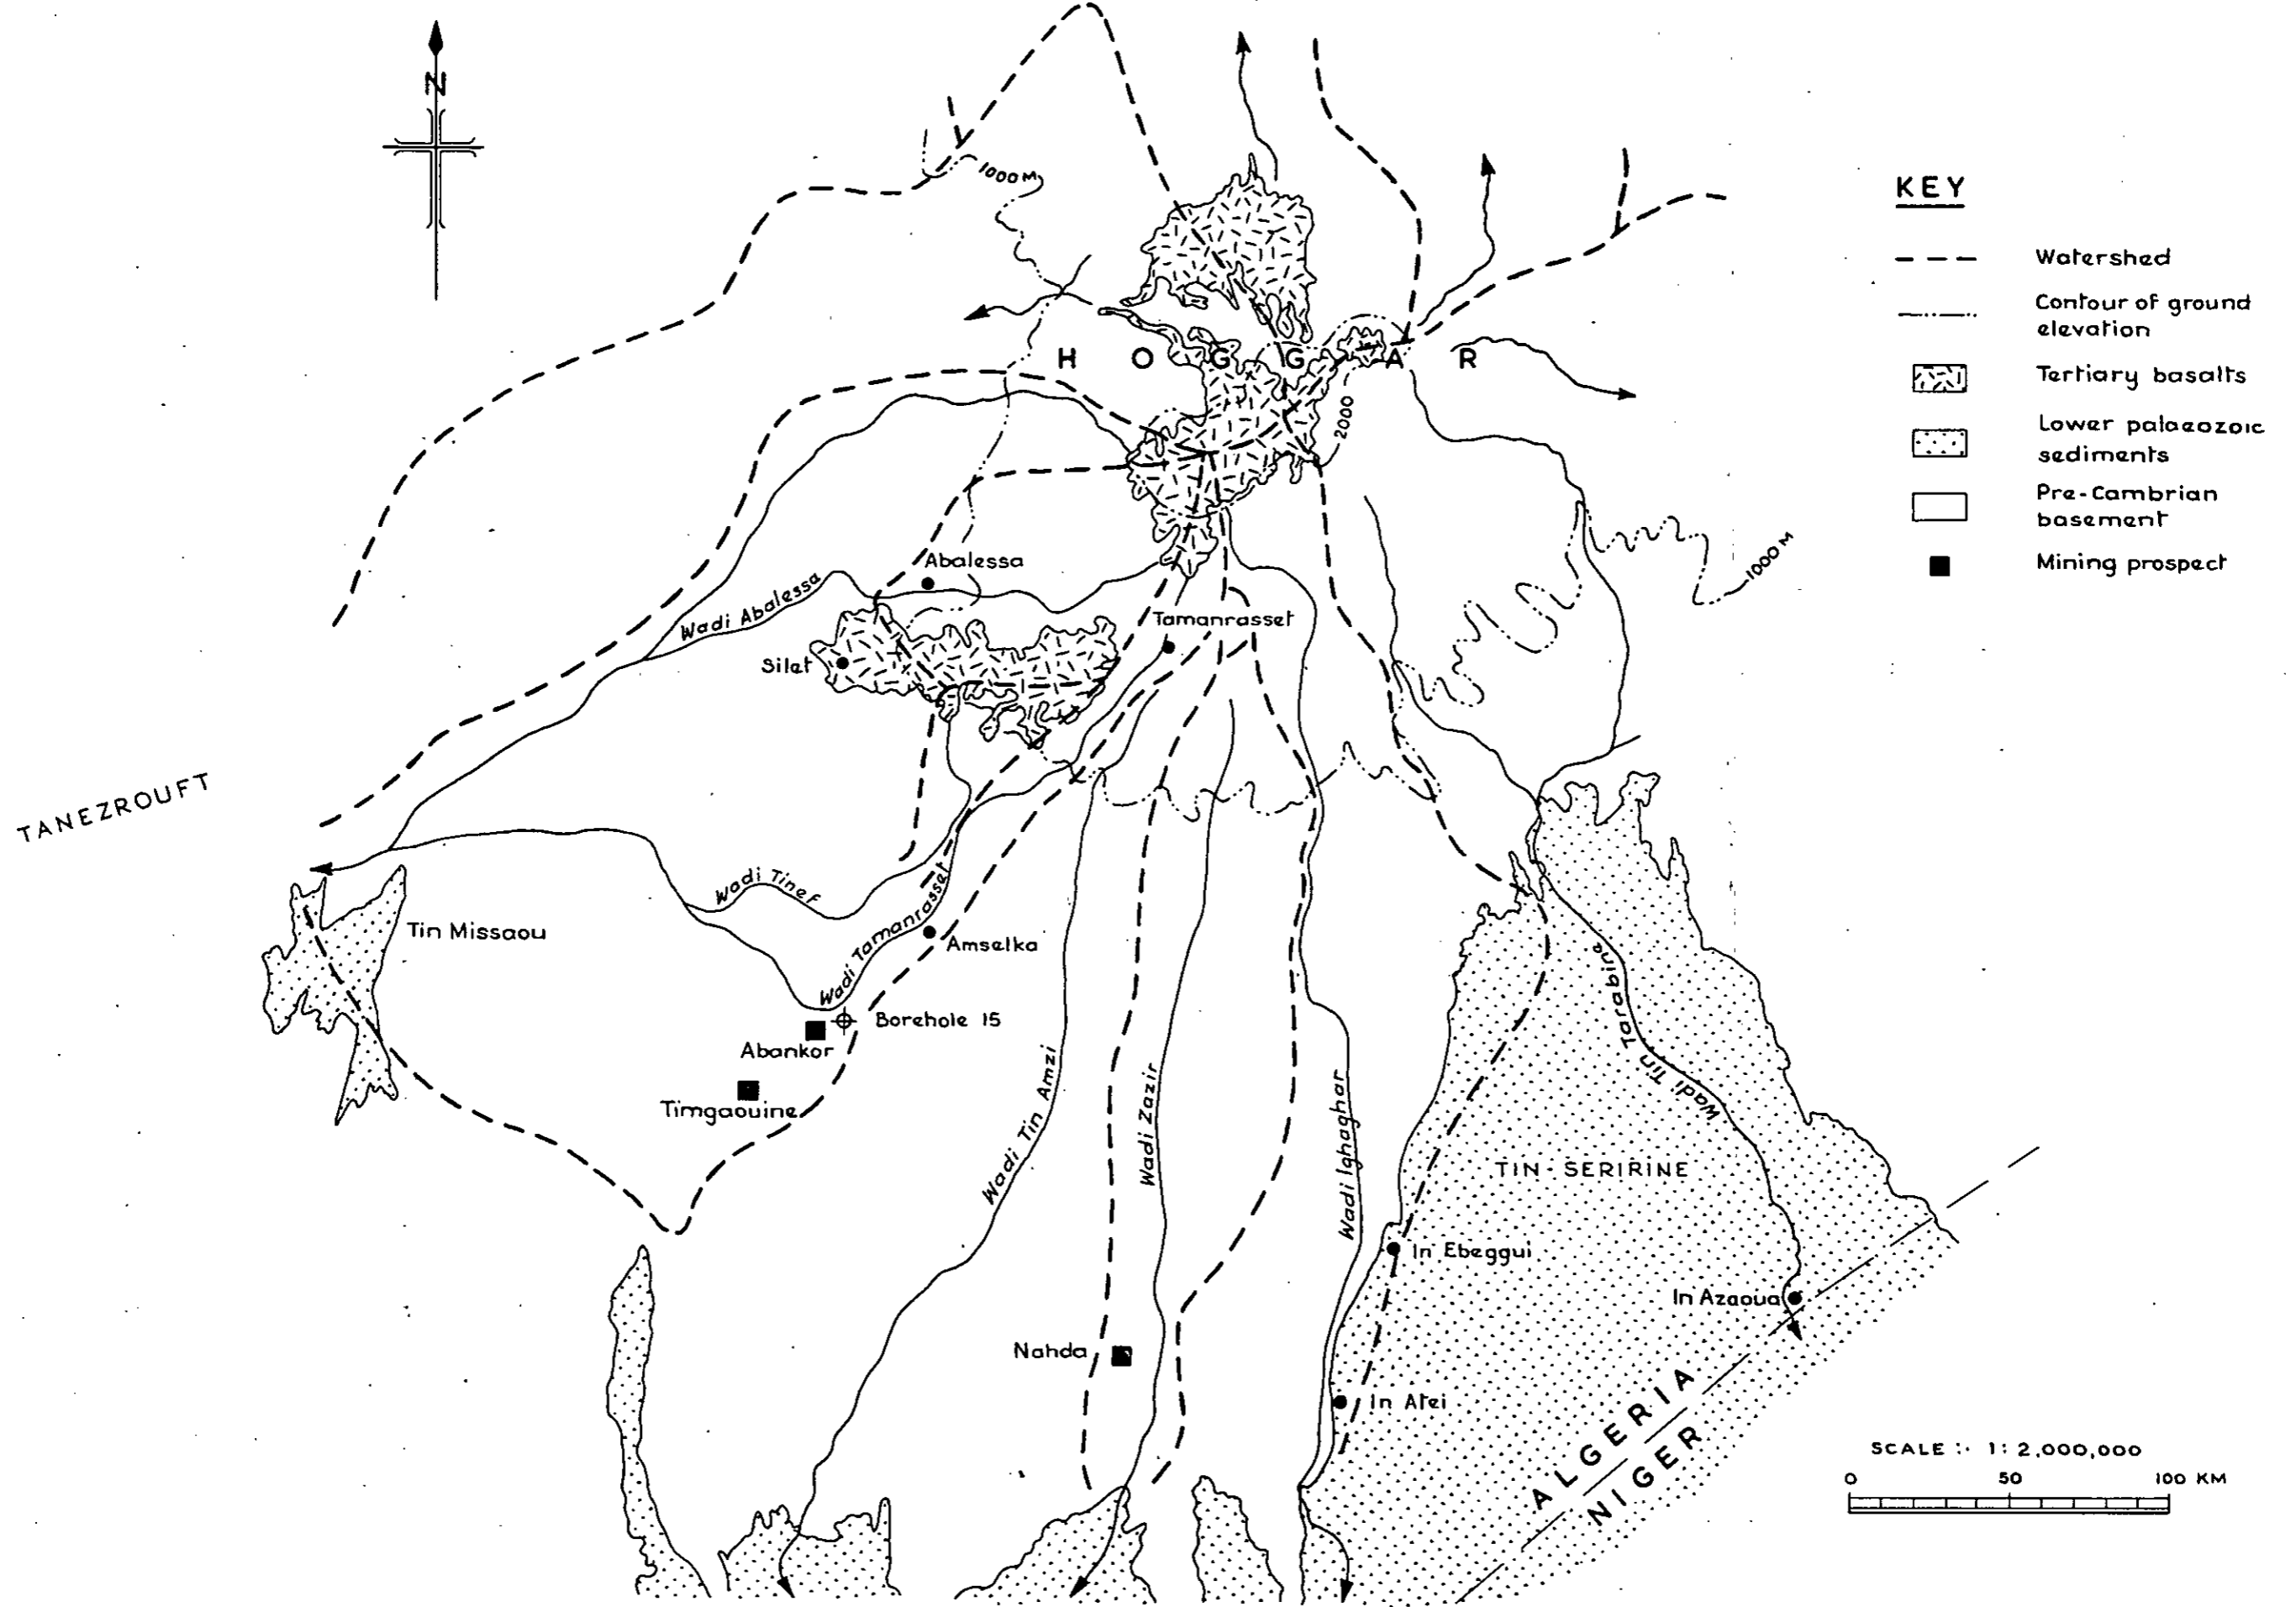 N
1000 M
KEY
Watershed
Contour of ground
elevation
Tertiary basalts
Lower palaeozoic
sediments
Pre-Cambrian
basement
Mining prospect
HOGGAR
2000
1000 M
Abalessa
Wadi Abalessa
Tamanrasset
Silet
TANEZROUFT
Wadi Tinef
Wadi Tamanrasset
Tin Missaou
Amselka
Borehole 15
Abankor
Timgaouine
Wadi Tin Amzi
Wadi Zazir
Wadi Ighaghar
Wadi Tin Tarabine
TIN-SERIRINE
In Ebeggui
In Azaoua
Nahda
In Atei
ALGERIA
NIGER
SCALE :- 1: 2,000,000
0 50 100 KM